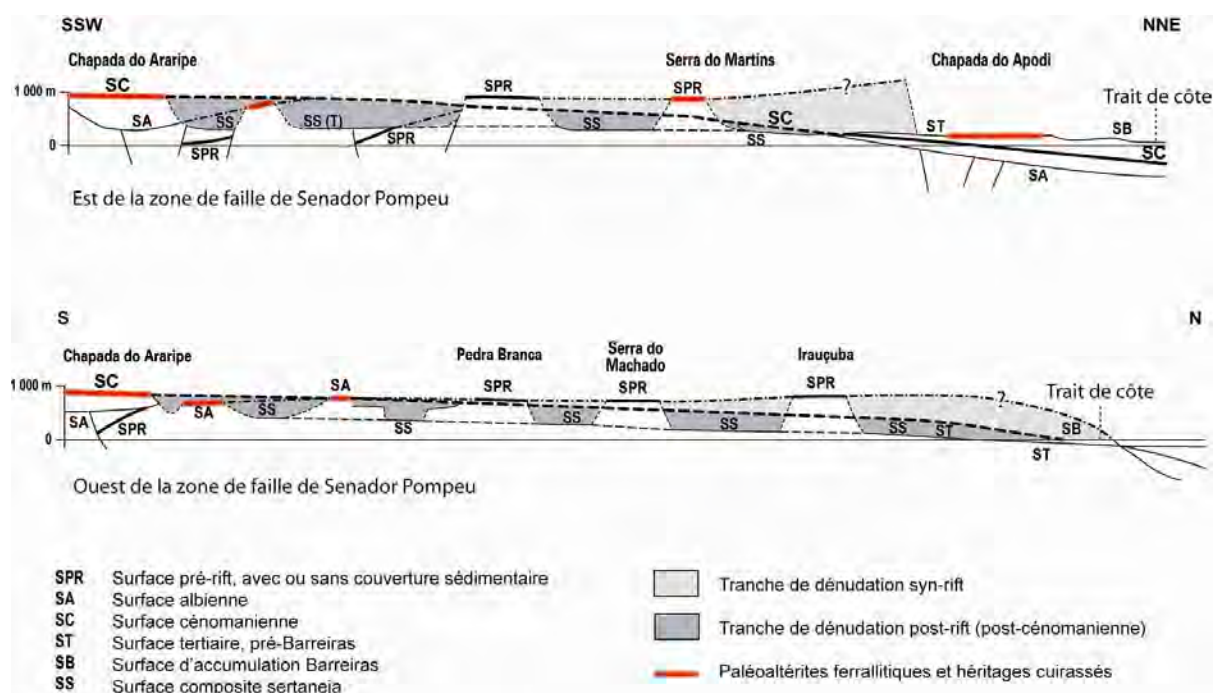 SSW
NNE
Chapada do Araripe
Serra do Martins
Chapada do Apodi
SC
SPR
SPR
?
Trait de côte
1 000 m
SA
SS
SS (T)
SPR
SS
SC
ST
SB
0
SPR
SS
SC
SA
Est de la zone de faille de Senador Pompeu
S
N
Chapada do Araripe
Pedra Branca
Serra do
Machado
Irauçuba
1 000 m
SC
SA
SPR
SPR
SPR
Trait de côte
?
SA
SPR
SA
SS
SS
SS
SS
SS
ST
SB
0
ST
Ouest de la zone de faille de Senador Pompeu
SPR Surface pré-rift, avec ou sans couverture sédimentaire
SA Surface albienne
SC Surface cénomanienne
ST Surface tertiaire, pré-Barreiras
SB Surface d'accumulation Barreiras
SS Surface composite sertaneja
Tranche de dénudation syn-rift
Tranche de dénudation post-rift (post-cénomanienne)
Paléoaltérites ferrallitiques et héritages cuirassés